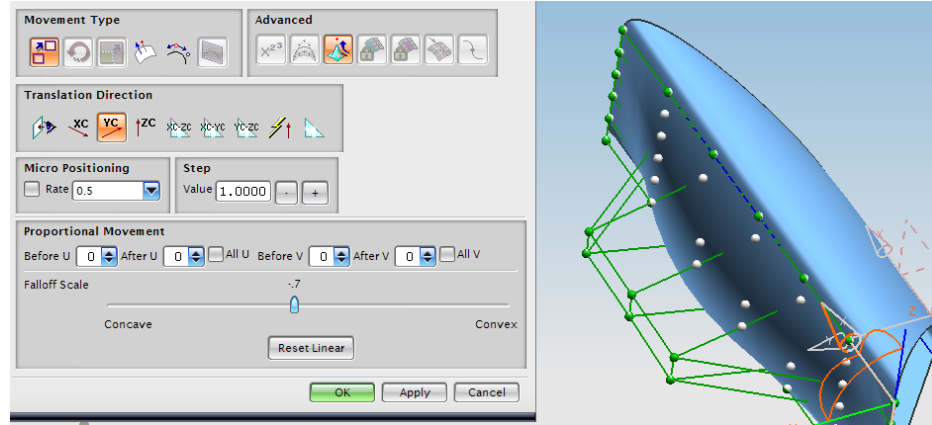 Movement Type
Advanced
Translation Direction
XC
YC
ZC
XC-ZC
XC-YC
YC-ZC
Micro Positioning
Step
Rate 0.5
Value 1.0000 - +
Proportional Movement
Before U 0 After U 0 All U Before V 0 After V 0 All V
Falloff Scale
-.7
Concave
Convex
Reset Linear
OK Apply Cancel
Z